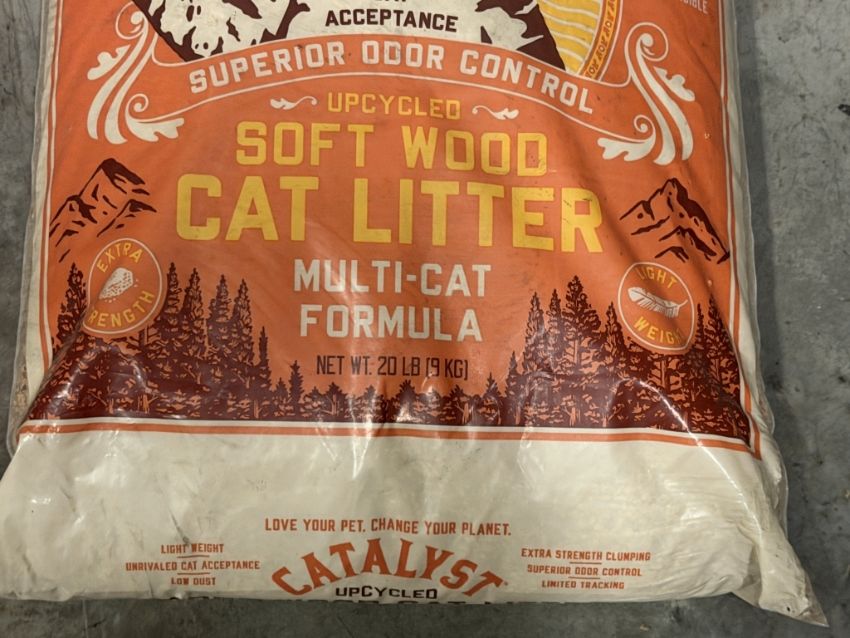 ACCEPTANCE
SUPERIOR ODOR CONTROL
UPCYCLED
SOFT WOOD
CAT LITTER
EXTRA
LIGHT
WEIGHT
MULTI-CAT
FORMULA
NET WT. 20 LB (9 KG)
LOVE YOUR PET. CHANGE YOUR PLANET.
LIGHT WEIGHT
UNRIVALED CAT ACCEPTANCE
LOW DUST
CATALYST
UPCYCLED
EXTRA STRENGTH CLUMPING
SUPERIOR ODOR CONTROL
LIMITED TRACKING